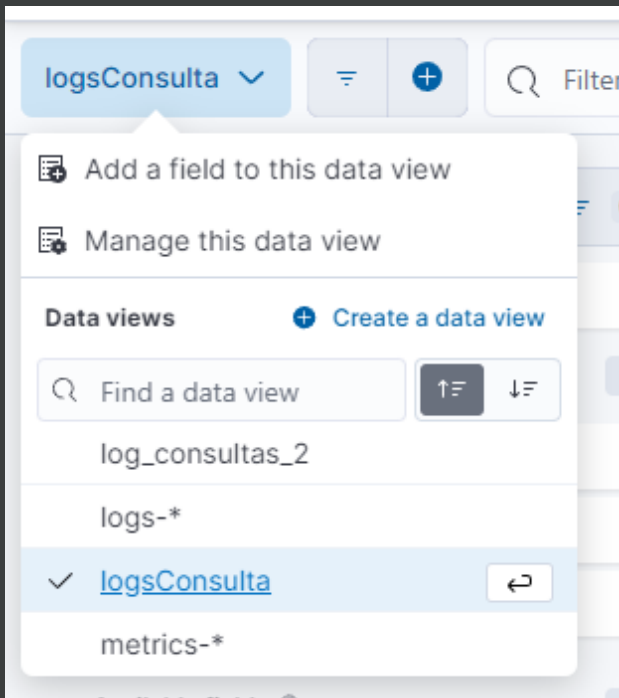 logsConsulta
Filter
Add a field to this data view
Manage this data view
Data views
Create a data view
Find a data view
log_consultas_2
logs-*
logsConsulta
metrics-*